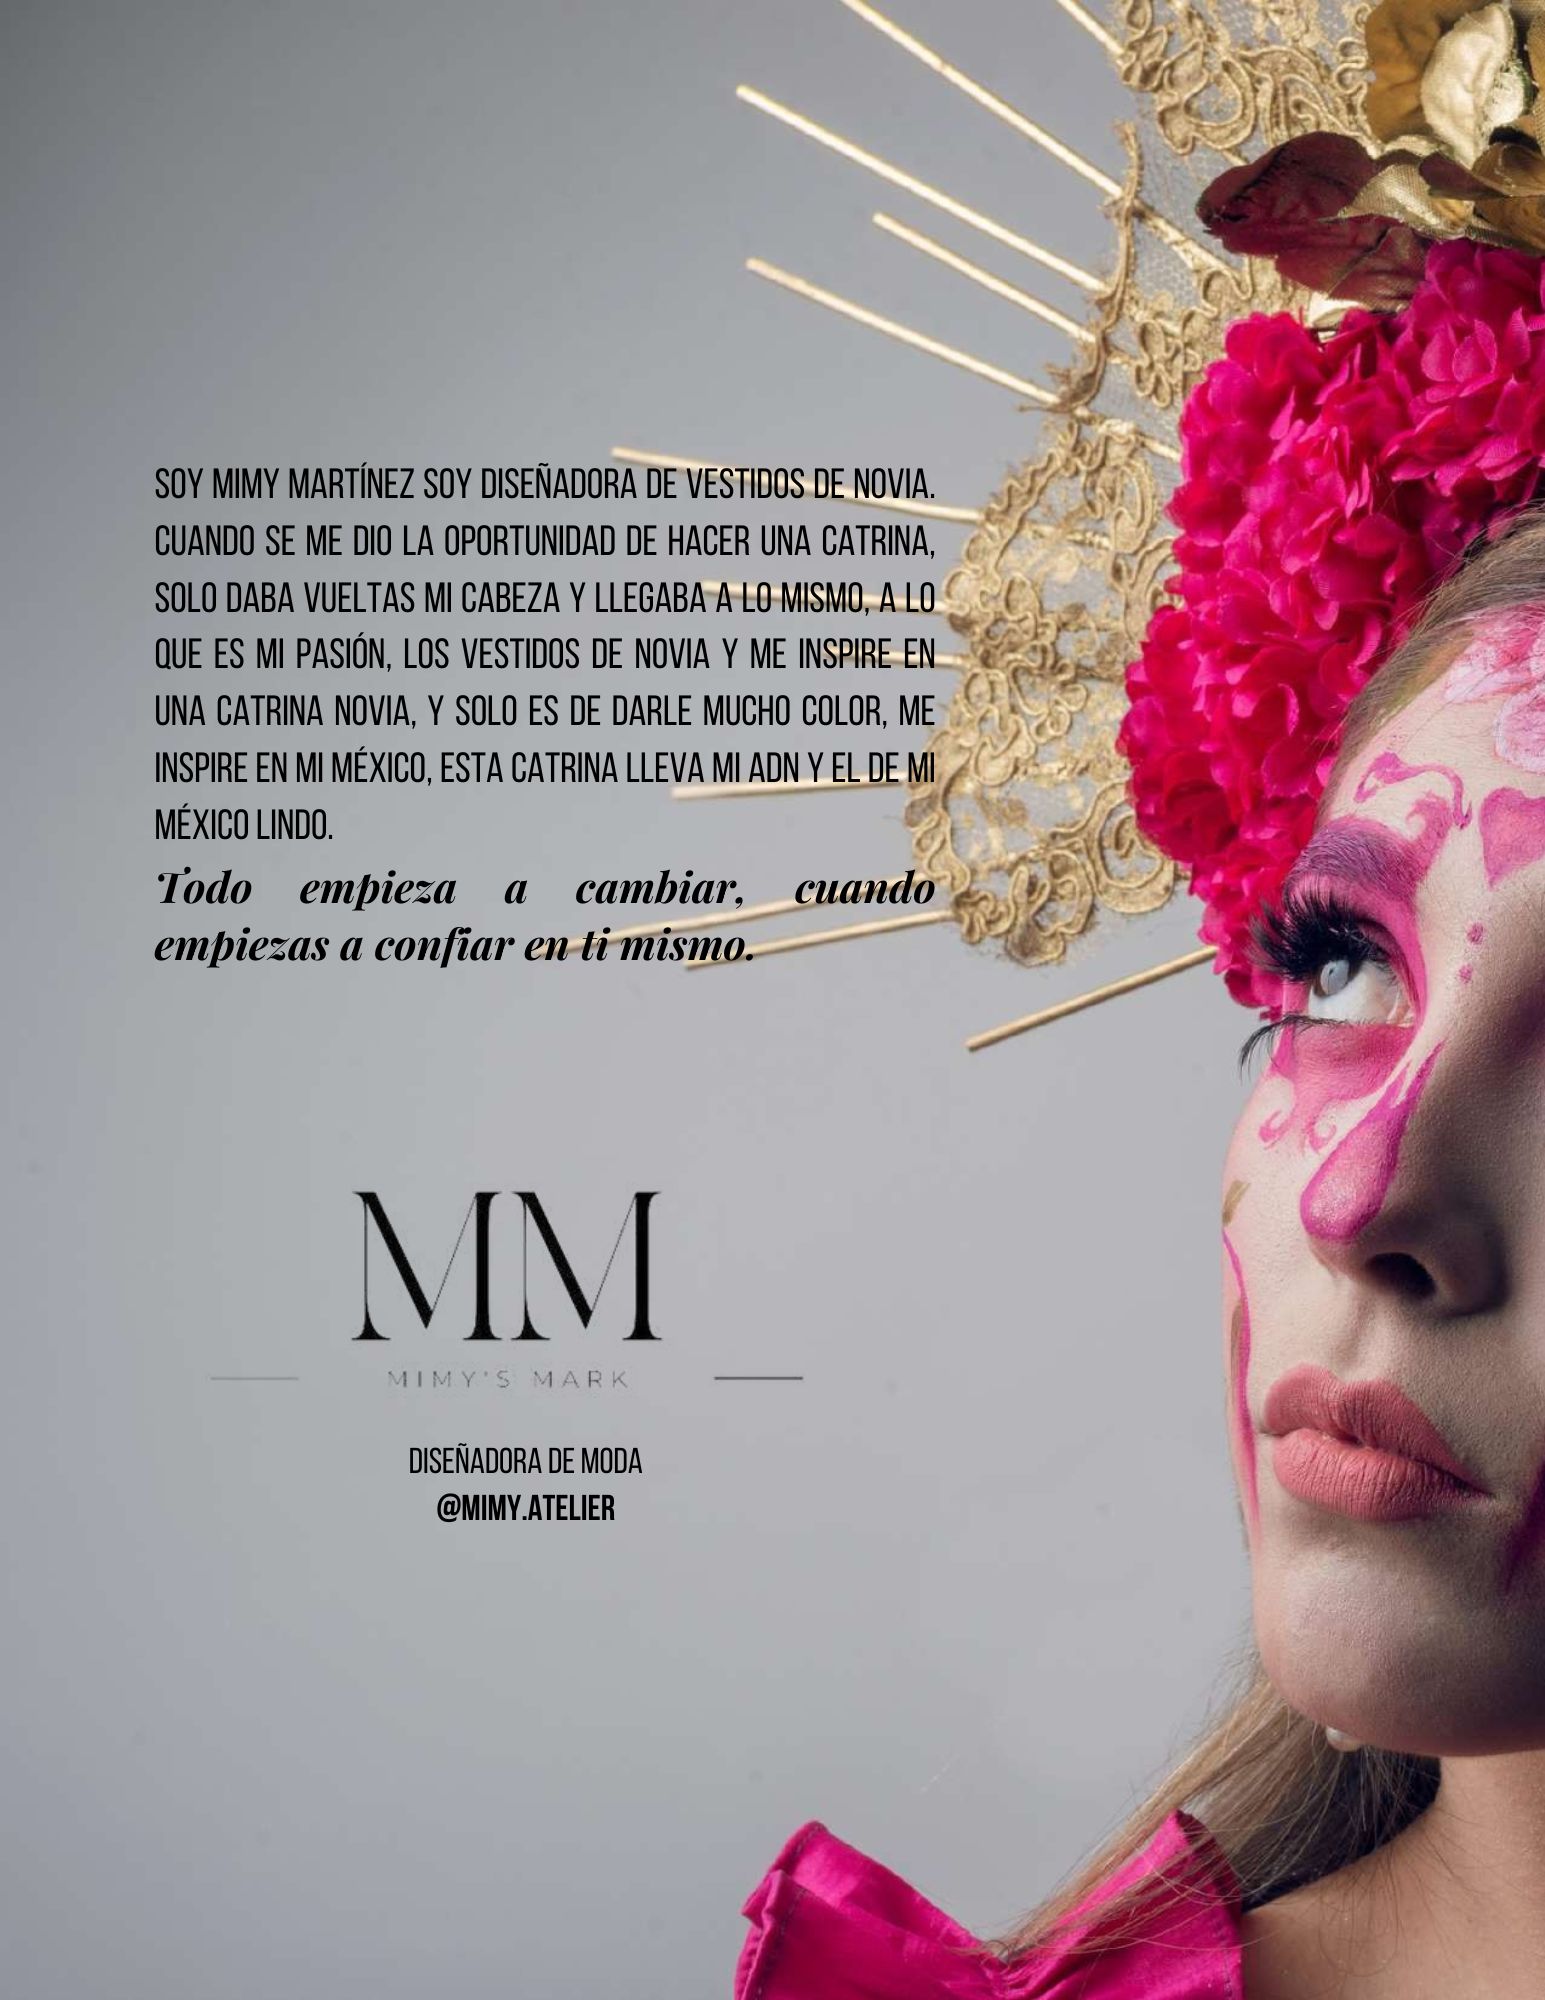 SOY MIMY MARTÍNEZ SOY DISEÑADORA DE VESTIDOS DE NOVIA.
CUANDO SE ME DIO LA OPORTUNIDAD DE HACER UNA CATRINA,
SOLO DABA VUELTAS MI CABEZA Y LLEGABA A LO MISMO, A LO
QUE ES MI PASIÓN, LOS VESTIDOS DE NOVIA Y ME INSPIRE EN
UNA CATRINA NOVIA, Y SOLO ES DE DARLE MUCHO COLOR, ME
INSPIRE EN MI MÉXICO, ESTA CATRINA LLEVA MI ADN Y EL DE MI
MÉXICO LINDO.
Todo empieza a cambiar, cuando
empiezas a confiar en ti mismo.
MM
MIMY'S MARK
DISEÑADORA DE MODA
@MIMY.ATELIER